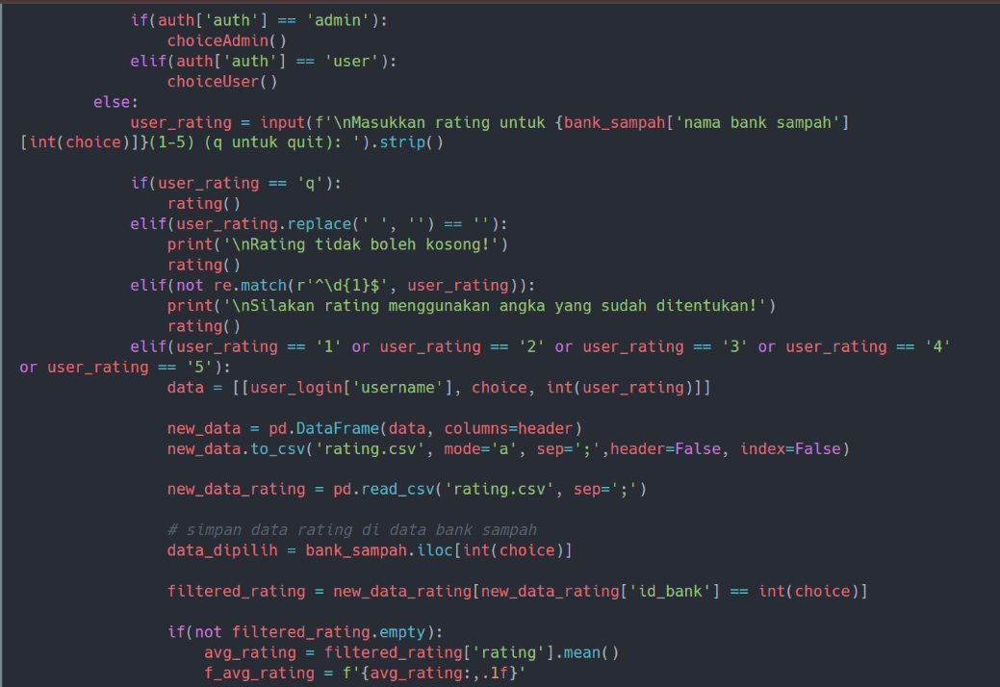 if(auth['auth'] == 'admin'):
choiceAdmin()
elif(auth['auth'] == 'user'):
choiceUser()
else:
user_rating = input(f'\nMasukkan rating untuk {bank_sampah['nama bank sampah']
[int(choice)]}(1-5) (q untuk quit): ').strip()
if(user_rating == 'q'):
rating()
elif(user_rating.replace(' ', '') == ''):
print('\nRating tidak boleh kosong!')
rating()
elif(not re.match(r'^\d{1}$', user_rating)):
print('\nSilakan rating menggunakan angka yang sudah ditentukan!')
rating()
elif(user_rating == '1' or user_rating == '2' or user_rating == '3' or user_rating == '4'
or user_rating == '5'):
data = [[user_login['username'], choice, int(user_rating)]]
new_data = pd.DataFrame(data, columns=header)
new_data.to_csv('rating.csv', mode='a', sep=';',header=False, index=False)
new_data_rating = pd.read_csv('rating.csv', sep=';')
# simpan data rating di data bank sampah
data_dipilih = bank_sampah.iloc[int(choice)]
filtered_rating = new_data_rating[new_data_rating['id_bank'] == int(choice)]
if(not filtered_rating.empty):
avg_rating = filtered_rating['rating'].mean()
f_avg_rating = f'{avg_rating:,.1f}'